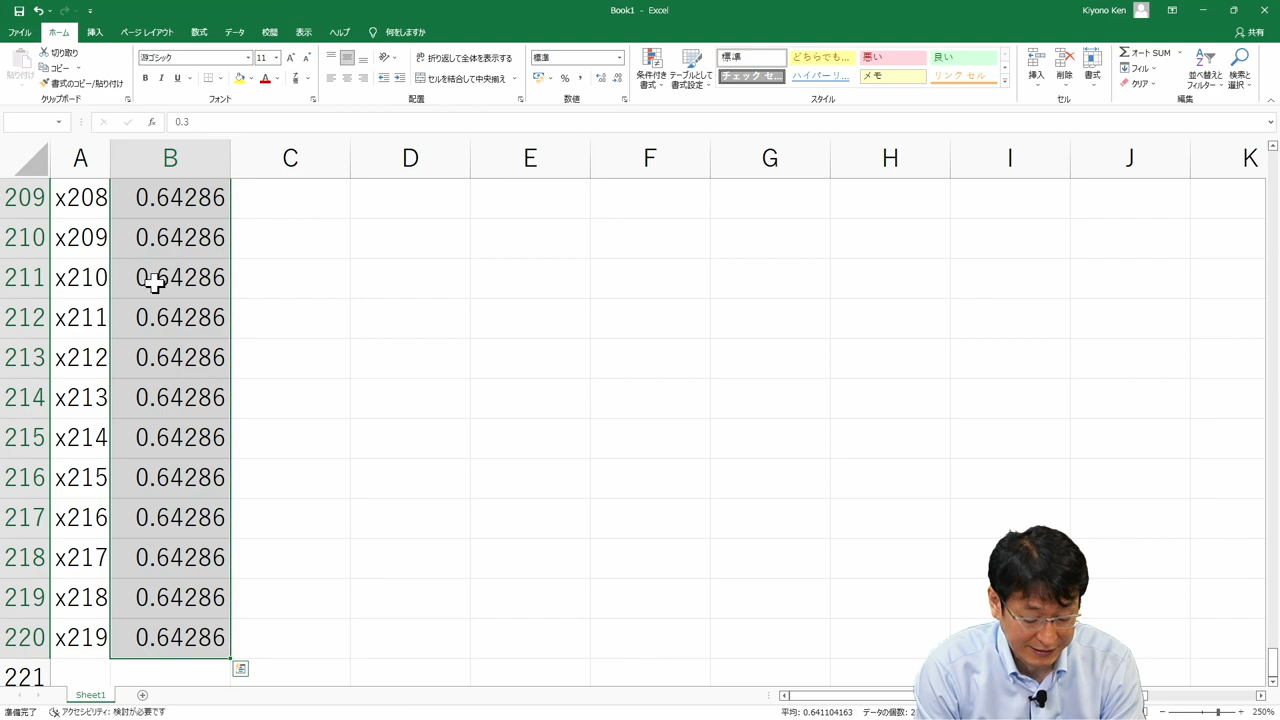 Book1 - Excel
Kiyono Ken
ファイル ホーム 挿入 ページ レイアウト 数式 データ 校閲 表示 ヘルプ 何をしますか 共有
貼り付け 切り取り
コピー
書式のコピー/貼り付け
クリップボード
游ゴシック 11
B I U
フォント
折り返して全体を表示する
セルを結合して中央揃え
配置
標準
数値
条件付き書式 テーブルとして書式設定
標準 どちらでも... 悪い 良い
チェック セ... ハイパーリ... メモ リンク セル
スタイル
挿入 削除 書式
セル
オート SUM
フィル
クリア
並べ替えとフィルター 検索と選択
編集
fx 0.3
A B C D E F G H I J K
209 x208 0.64286
210 x209 0.64286
211 x210 0.64286
212 x211 0.64286
213 x212 0.64286
214 x213 0.64286
215 x214 0.64286
216 x215 0.64286
217 x216 0.64286
218 x217 0.64286
219 x218 0.64286
220 x219 0.64286
221
Sheet1
準備完了 アクセシビリティ: 検討が必要です 平均: 0.641104163 データの個数: 2 250%